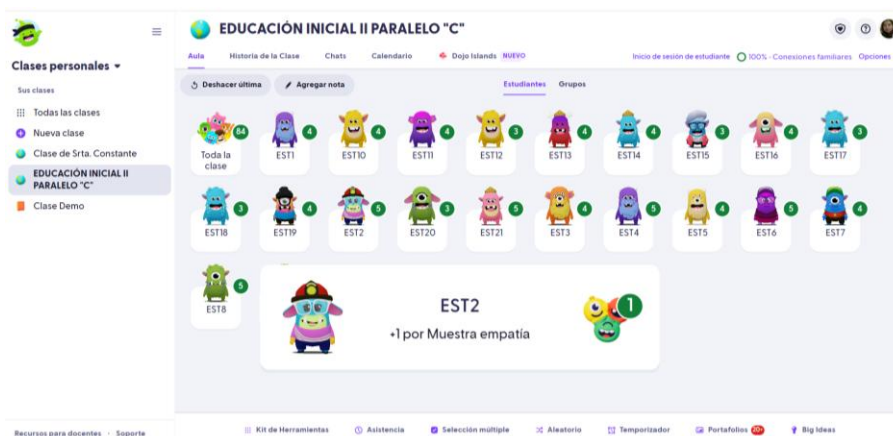 EDUCACIÓN INICIAL II PARALELO "C"
Clases personales
Aula Historia de la Clase Chats Calendario Dojo Islands NUEVO Inicio de sesión de estudiante 100% - Conexiones familiares Opciones
Sus clases
Todas las clases
Nueva clase
Clase de Srta. Constante
EDUCACIÓN INICIAL II
PARALELO "C"
Clase Demo
Deshacer última Agregar nota Estudiantes Grupos
84 4 4 4 3 4 4 3 4 3
Toda la
clase
EST1 EST10 EST11 EST12 EST13 EST14 EST15 EST16 EST17
3 4 5 3 5 4 5 4 5 4
EST18 EST19 EST2 EST20 EST21 EST3 EST4 EST5 EST6 EST7
5
EST8
EST2
+1 por Muestra empatía
1
Recursos para docentes · Soporte
Kit de Herramientas Asistencia Selección múltiple Aleatorio Temporizador Portafolios 20+ Big Ideas